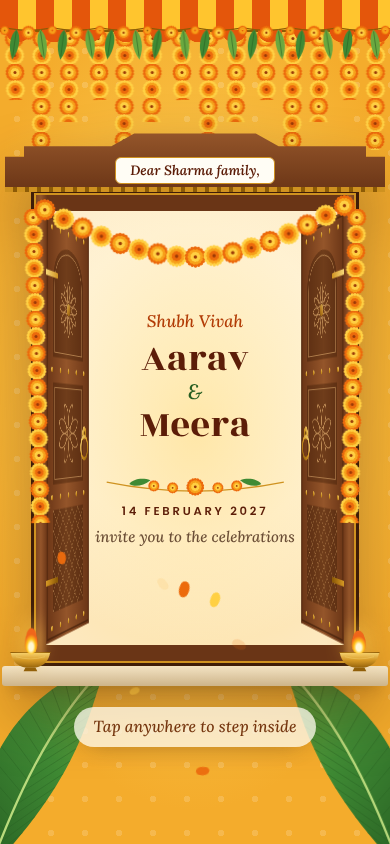 Dear Sharma family,
Shubh Vivah
Aarav
&
Meera
14 FEBRUARY 2027
invite you to the celebrations
Tap anywhere to step inside